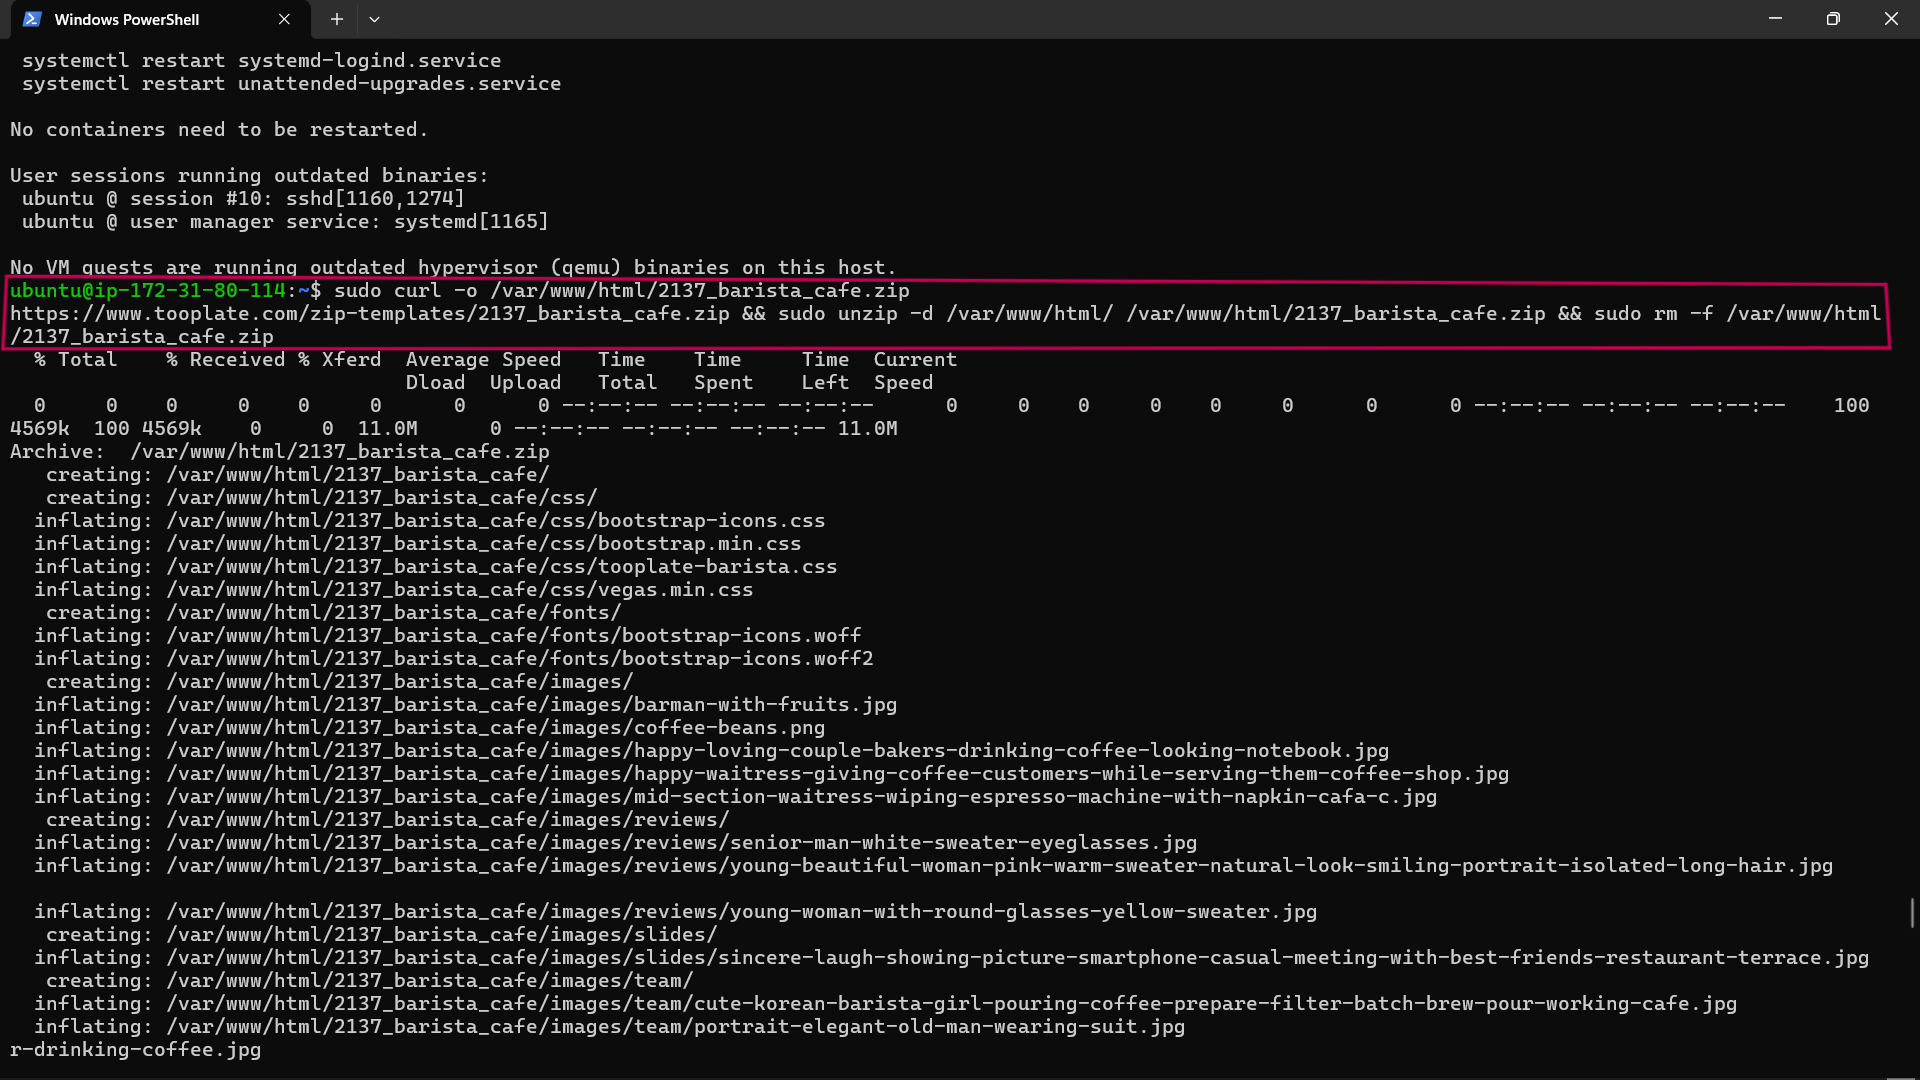 Windows PowerShell
systemctl restart systemd-logind.service
systemctl restart unattended-upgrades.service
No containers need to be restarted.
User sessions running outdated binaries:
ubuntu @ session #10: sshd[1160,1274]
ubuntu @ user manager service: systemd[1165]
No VM guests are running outdated hypervisor (qemu) binaries on this host.
ubuntu@ip-172-31-80-114:~$ sudo curl -o /var/www/html/2137_barista_cafe.zip
https://www.tooplate.com/zip-templates/2137_barista_cafe.zip && sudo unzip -d /var/www/html/ /var/www/html/2137_barista_cafe.zip && sudo rm -f /var/www/html
/2137_barista_cafe.zip
% Total    % Received % Xferd  Average Speed   Time    Time     Time  Current
Dload  Upload   Total   Spent    Left  Speed
0     0    0     0    0     0      0      0 --:--:-- --:--:-- --:--:--      0     0    0     0    0     0      0      0 --:--:-- --:--:-- --:--:--    100
4569k  100 4569k    0     0  11.0M      0 --:--:-- --:--:-- --:--:-- 11.0M
Archive:  /var/www/html/2137_barista_cafe.zip
creating: /var/www/html/2137_barista_cafe/
creating: /var/www/html/2137_barista_cafe/css/
inflating: /var/www/html/2137_barista_cafe/css/bootstrap-icons.css
inflating: /var/www/html/2137_barista_cafe/css/bootstrap.min.css
inflating: /var/www/html/2137_barista_cafe/css/tooplate-barista.css
inflating: /var/www/html/2137_barista_cafe/css/vegas.min.css
creating: /var/www/html/2137_barista_cafe/fonts/
inflating: /var/www/html/2137_barista_cafe/fonts/bootstrap-icons.woff
inflating: /var/www/html/2137_barista_cafe/fonts/bootstrap-icons.woff2
creating: /var/www/html/2137_barista_cafe/images/
inflating: /var/www/html/2137_barista_cafe/images/barman-with-fruits.jpg
inflating: /var/www/html/2137_barista_cafe/images/coffee-beans.png
inflating: /var/www/html/2137_barista_cafe/images/happy-loving-couple-bakers-drinking-coffee-looking-notebook.jpg
inflating: /var/www/html/2137_barista_cafe/images/happy-waitress-giving-coffee-customers-while-serving-them-coffee-shop.jpg
inflating: /var/www/html/2137_barista_cafe/images/mid-section-waitress-wiping-espresso-machine-with-napkin-cafa-c.jpg
creating: /var/www/html/2137_barista_cafe/images/reviews/
inflating: /var/www/html/2137_barista_cafe/images/reviews/senior-man-white-sweater-eyeglasses.jpg
inflating: /var/www/html/2137_barista_cafe/images/reviews/young-beautiful-woman-pink-warm-sweater-natural-look-smiling-portrait-isolated-long-hair.jpg
inflating: /var/www/html/2137_barista_cafe/images/reviews/young-woman-with-round-glasses-yellow-sweater.jpg
creating: /var/www/html/2137_barista_cafe/images/slides/
inflating: /var/www/html/2137_barista_cafe/images/slides/sincere-laugh-showing-picture-smartphone-casual-meeting-with-best-friends-restaurant-terrace.jpg
creating: /var/www/html/2137_barista_cafe/images/team/
inflating: /var/www/html/2137_barista_cafe/images/team/cute-korean-barista-girl-pouring-coffee-prepare-filter-batch-brew-pour-working-cafe.jpg
inflating: /var/www/html/2137_barista_cafe/images/team/portrait-elegant-old-man-wearing-suit.jpg
r-drinking-coffee.jpg